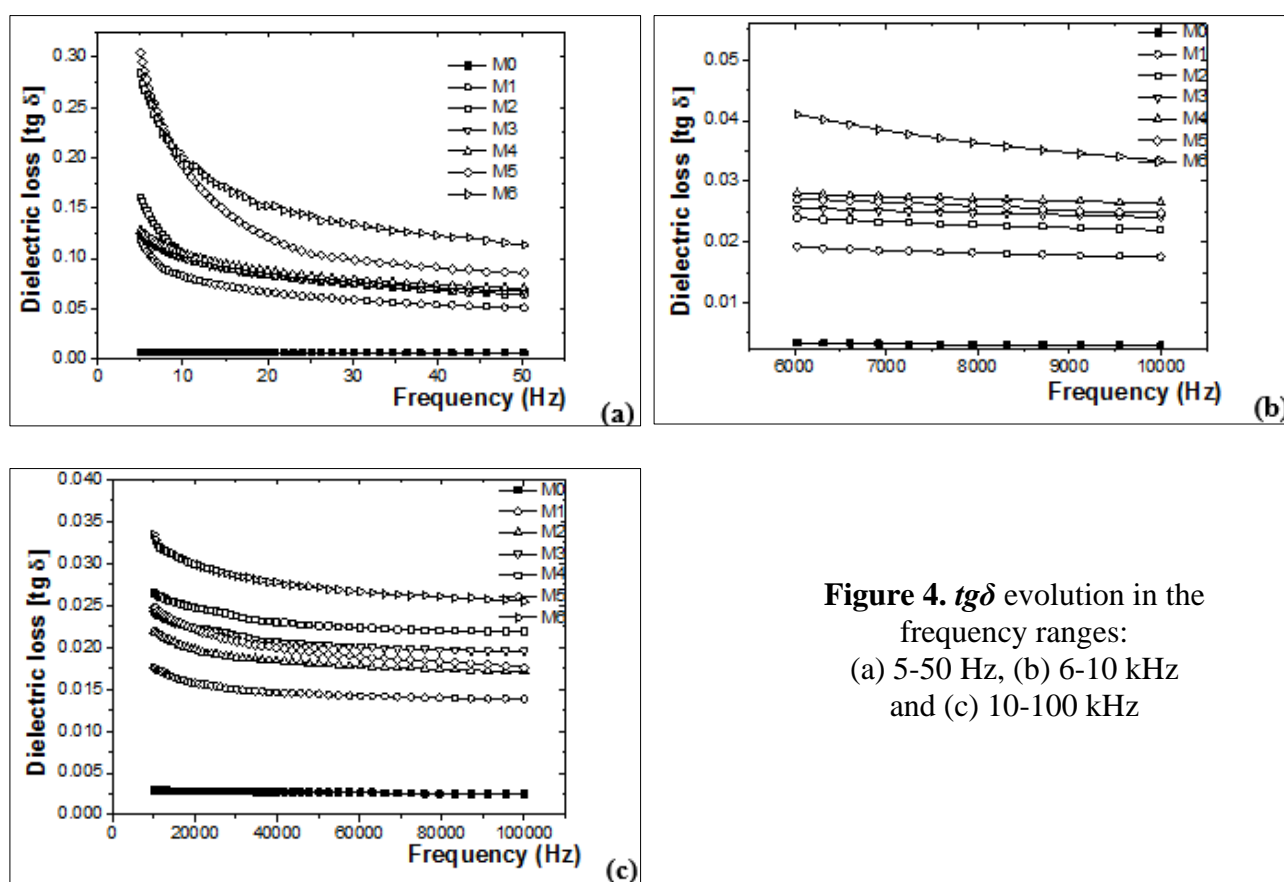 Dielectric loss [tg δ]
0.30
0.25
0.20
0.15
0.10
0.05
0.00
0 10 20 30 40 50
Frequency (Hz)
M0
M1
M2
M3
M4
M5
M6
(a)
Dielectric loss [tg δ]
0.05
0.04
0.03
0.02
0.01
6000 7000 8000 9000 10000
Frequency (Hz)
M0
M1
M2
M3
M4
M5
M6
(b)
Dielectric loss [tg δ]
0.040
0.035
0.030
0.025
0.020
0.015
0.010
0.005
0.000
0 20000 40000 60000 80000 100000
Frequency (Hz)
M0
M1
M2
M3
M4
M5
M6
(c)
Figure 4. tgδ evolution in the
frequency ranges:
(a) 5-50 Hz, (b) 6-10 kHz
and (c) 10-100 kHz